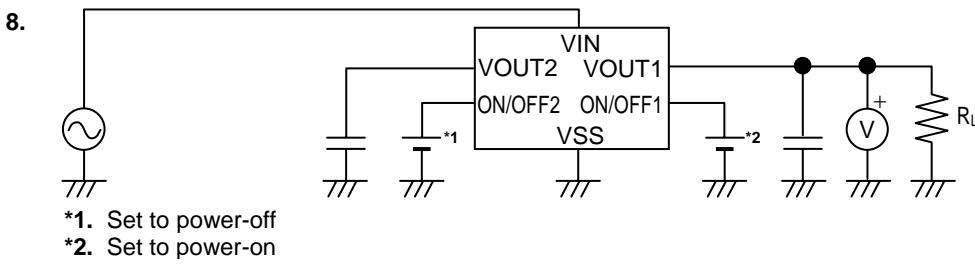 8.
VIN
VOUT2 VOUT1
ON/OFF2 ON/OFF1
*1 VSS *2
V + RL
*1. Set to power-off
*2. Set to power-on